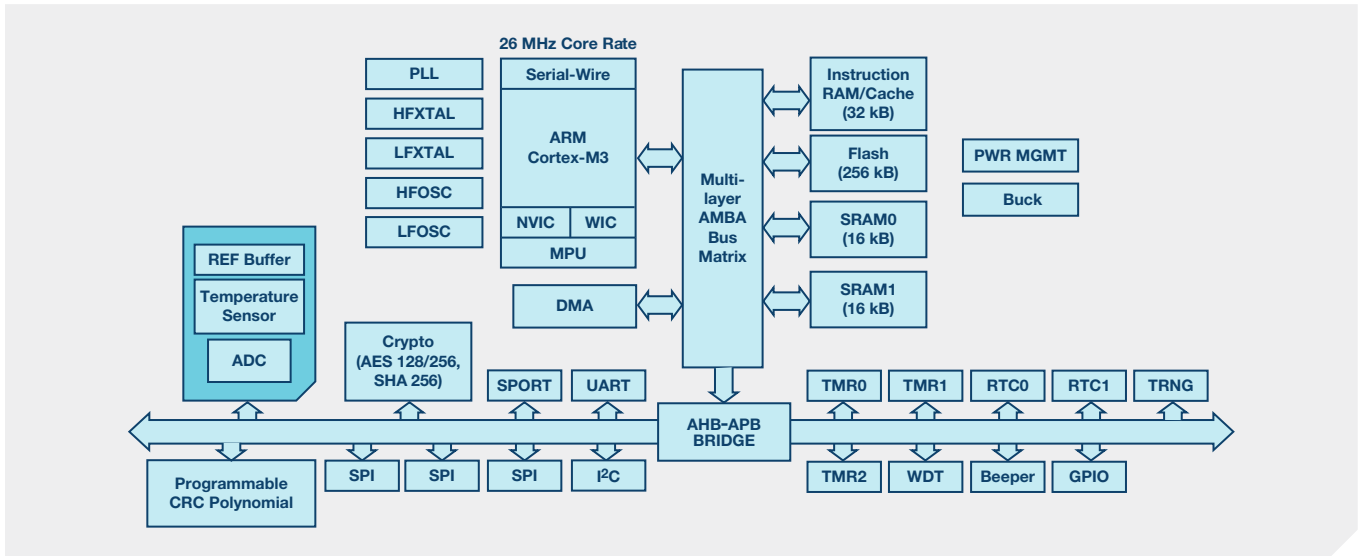 26 MHz Core Rate
PLL
HFXTAL
LFXTAL
HFOSC
LFOSC
Serial-Wire
ARM
Cortex-M3
NVIC
WIC
MPU
DMA
Multi-
layer
AMBA
Bus
Matrix
Instruction
RAM/Cache
(32 kB)
Flash
(256 kB)
SRAM0
(16 kB)
SRAM1
(16 kB)
PWR MGMT
Buck
REF Buffer
Temperature
Sensor
ADC
Crypto
(AES 128/256,
SHA 256)
SPORT
UART
TMR0
TMR1
RTC0
RTC1
TRNG
AHB-APB
BRIDGE
Programmable
CRC Polynomial
SPI
SPI
SPI
I²C
TMR2
WDT
Beeper
GPIO